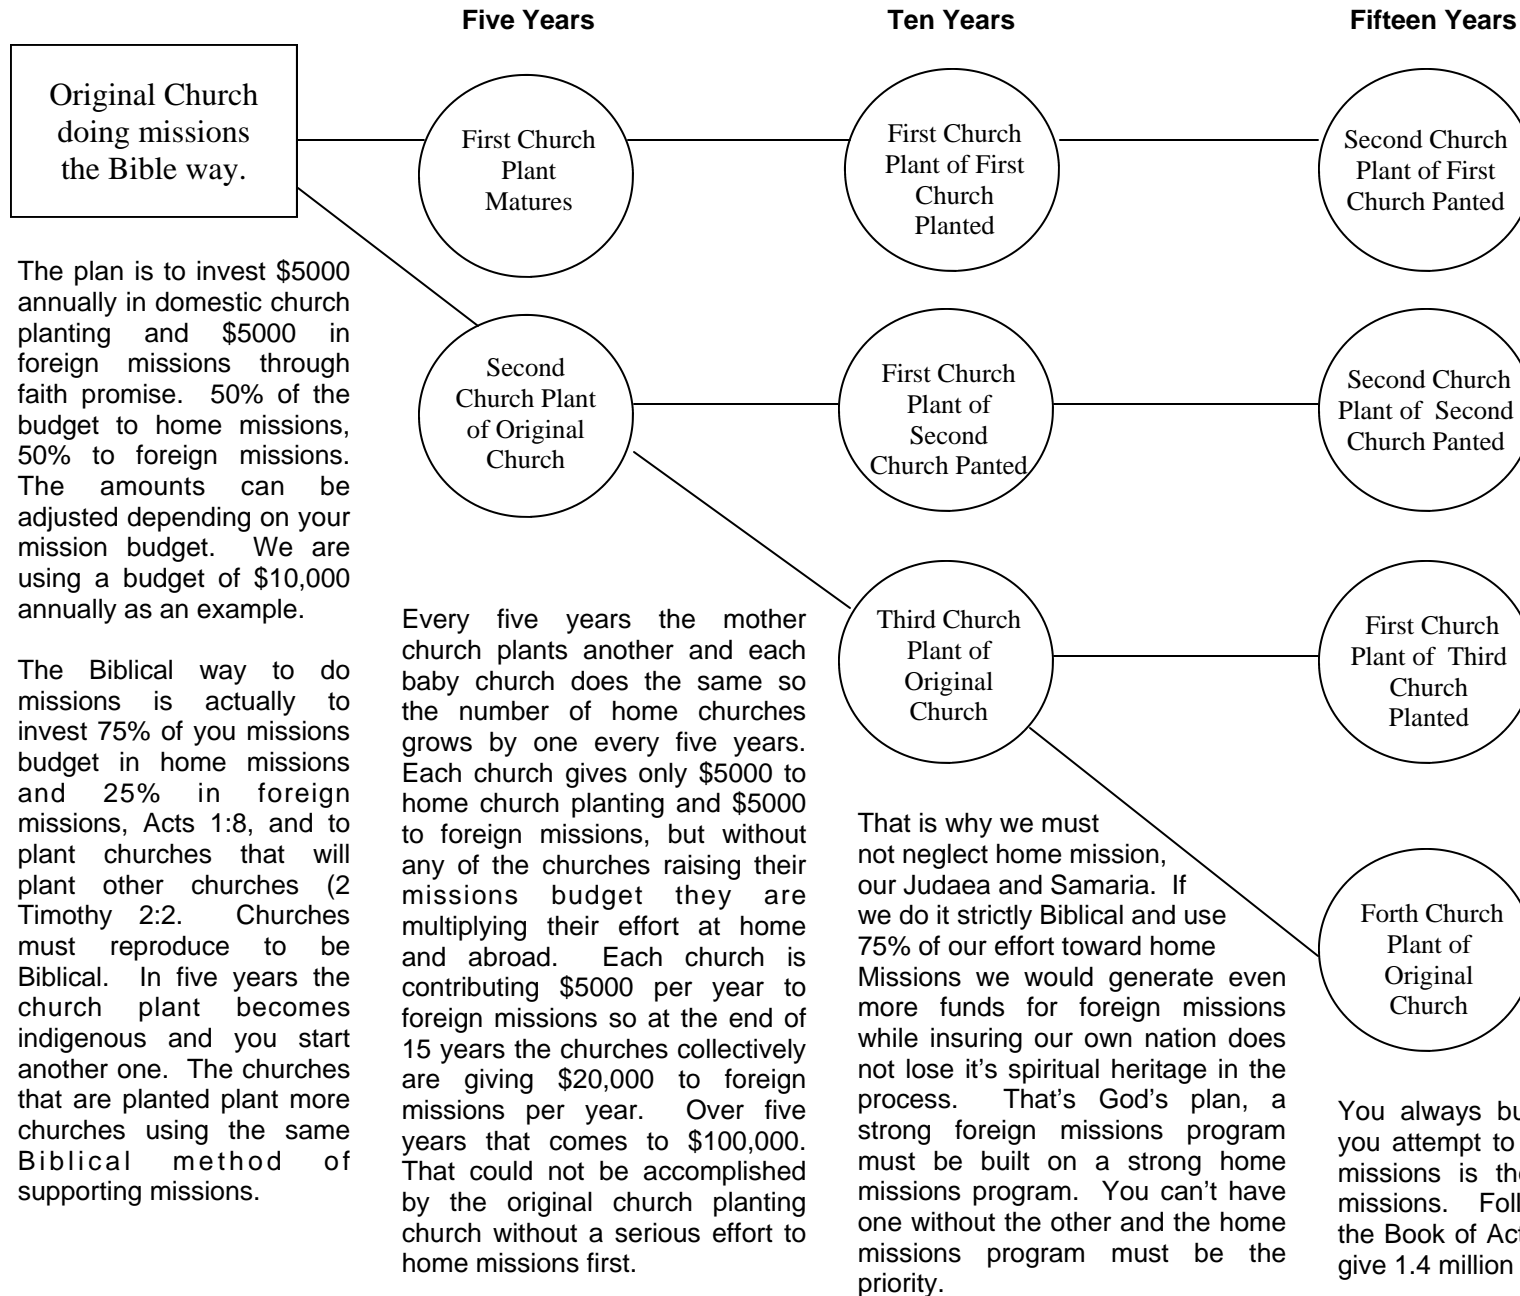 Five Years
Ten Years
Fifteen Years
Original Church
doing missions
the Bible way.
First Church
Plant
Matures
First Church
Plant of First
Church
Planted
Second Church
Plant of First
Church Panted
The plan is to invest $5000
annually in domestic church
planting and $5000 in
foreign missions through
faith promise. 50% of the
budget to home missions,
50% to foreign missions.
The amounts can be
adjusted depending on your
mission budget. We are
using a budget of $10,000
annually as an example.
The Biblical way to do
missions is actually to
invest 75% of you missions
budget in home missions
and 25% in foreign
missions, Acts 1:8, and to
plant churches that will
plant other churches (2
Timothy 2:2. Churches
must reproduce to be
Biblical. In five years the
church plant becomes
indigenous and you start
another one. The churches
that are planted plant more
churches using the same
Biblical method of
supporting missions.
Second
Church Plant
of Original
Church
First Church
Plant of
Second
Church Panted
Second Church
Plant of Second
Church Panted
Every five years the mother
church plants another and each
baby church does the same so
the number of home churches
grows by one every five years.
Each church gives only $5000 to
home church planting and $5000
to foreign missions, but without
any of the churches raising their
missions budget they are
multiplying their effort at home
and abroad. Each church is
contributing $5000 per year to
foreign missions so at the end of
15 years the churches collectively
are giving $20,000 to foreign
missions per year. Over five
years that comes to $100,000.
That could not be accomplished
by the original church planting
church without a serious effort to
home missions first.
Third Church
Plant of
Original
Church
First Church
Plant of Third
Church
Planted
That is why we must
not neglect home mission,
our Judaea and Samaria. If
we do it strictly Biblical and use
75% of our effort toward home
Missions we would generate even
more funds for foreign missions
while insuring our own nation does
not lose it's spiritual heritage in the
process. That's God's plan, a
strong foreign missions program
must be built on a strong home
missions program. You can't have
one without the other and the home
missions program must be the
priority.
Forth Church
Plant of
Original
Church
You always
you attempt to
missions is
missions.
the Book of
give 1.4 million